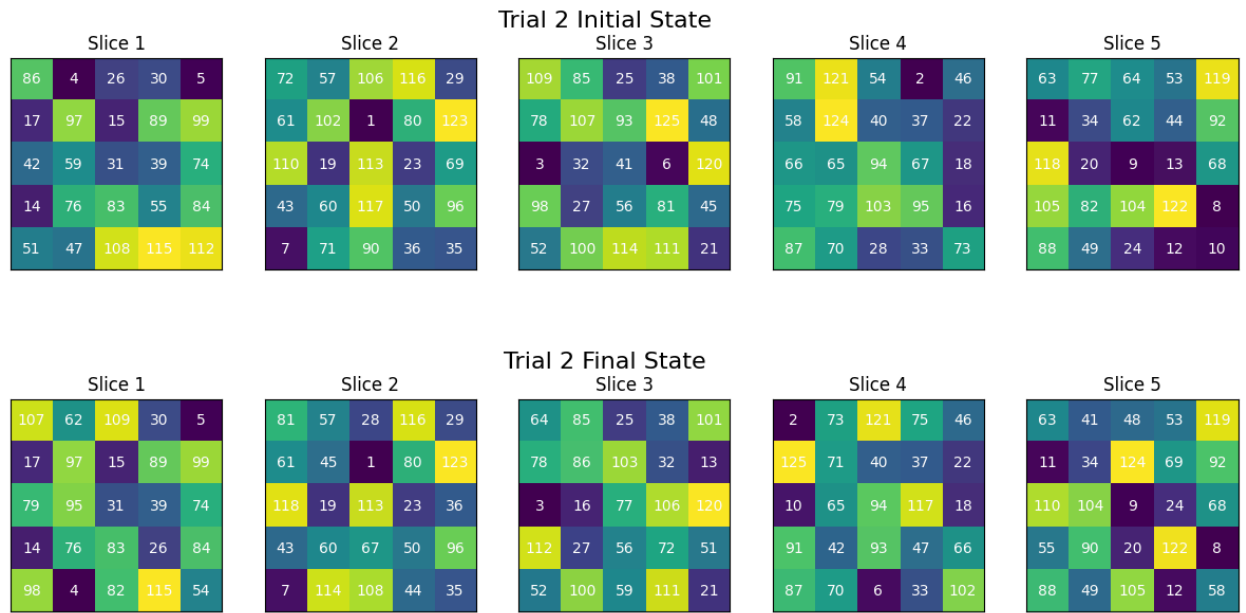 Trial 2 Initial State
Slice 1 Slice 2 Slice 3 Slice 4 Slice 5
86 4 26 30 5 72 57 106 116 29 109 85 25 38 101 91 121 54 2 46 63 77 64 53 119
17 97 15 89 99 61 102 1 80 123 78 107 93 125 48 58 124 40 37 22 11 34 62 44 92
42 59 31 39 74 110 19 113 23 69 3 32 41 6 120 66 65 94 67 18 118 20 9 13 68
14 76 83 55 84 43 60 117 50 96 98 27 56 81 45 75 79 103 95 16 105 82 104 122 8
51 47 108 115 112 7 71 90 36 35 52 100 114 111 21 87 70 28 33 73 88 49 24 12 10
Trial 2 Final State
Slice 1 Slice 2 Slice 3 Slice 4 Slice 5
107 62 109 30 5 81 57 28 116 29 64 85 25 38 101 2 73 121 75 46 63 41 48 53 119
17 97 15 89 99 61 45 1 80 123 78 86 103 32 13 125 71 40 37 22 11 34 124 69 92
79 95 31 39 74 118 19 113 23 36 3 16 77 106 120 10 65 94 117 18 110 104 9 24 68
14 76 83 26 84 43 60 67 50 96 112 27 56 72 51 91 42 93 47 66 55 90 20 122 8
98 4 82 115 54 7 114 108 44 35 52 100 59 111 21 87 70 6 33 102 88 49 105 12 58